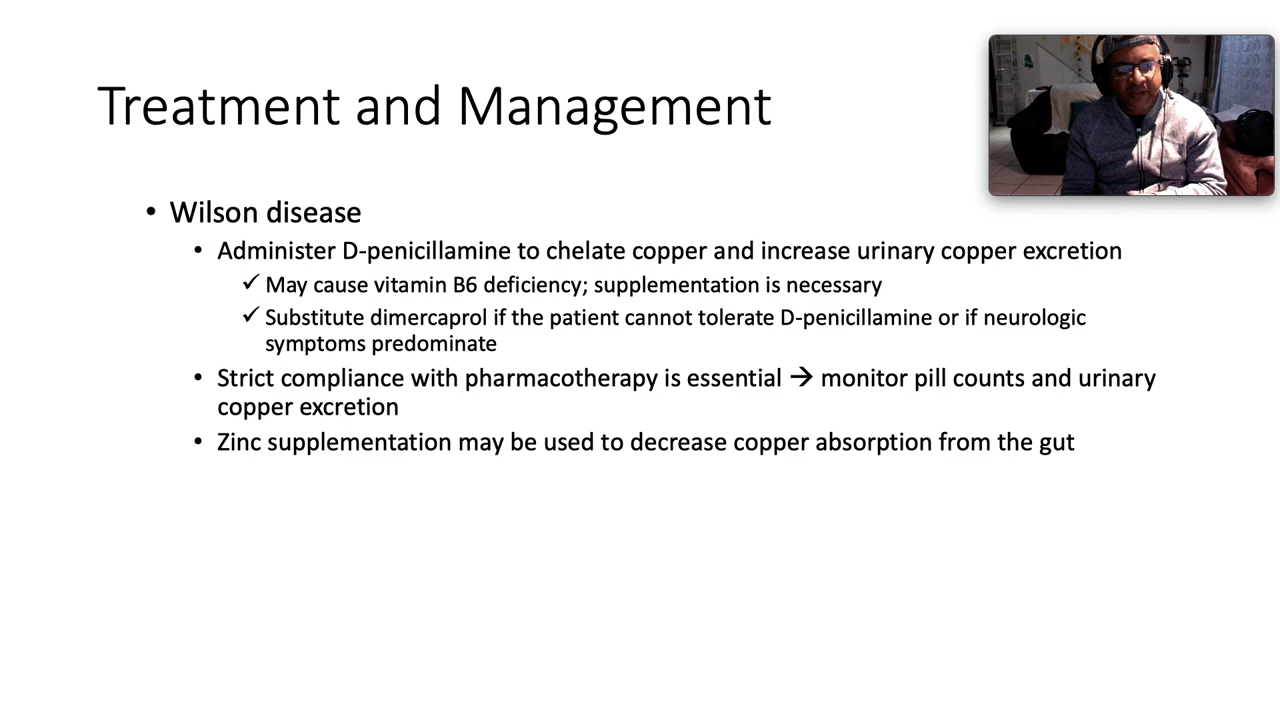 Treatment and Management
• Wilson disease
• Administer D-penicillamine to chelate copper and increase urinary copper excretion
✓ May cause vitamin B6 deficiency; supplementation is necessary
✓ Substitute dimercaprol if the patient cannot tolerate D-penicillamine or if neurologic
symptoms predominate
• Strict compliance with pharmacotherapy is essential → monitor pill counts and urinary
copper excretion
• Zinc supplementation may be used to decrease copper absorption from the gut